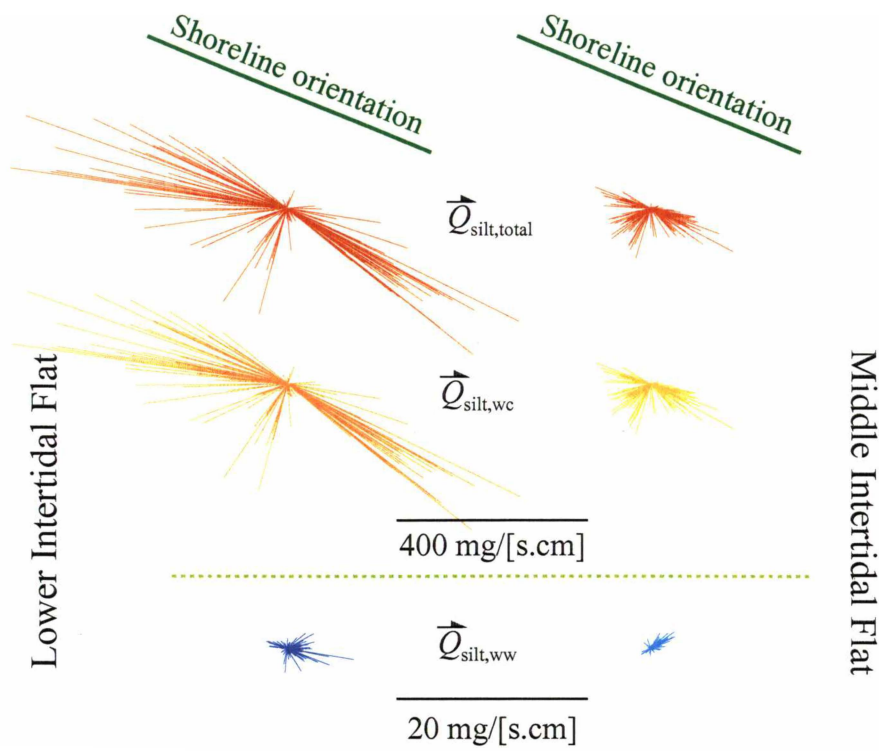 Shoreline orientation
Shoreline orientation
Q silt,total
Q silt,wc
Lower Intertidal Flat
Middle Intertidal Flat
400 mg/[s.cm]
Q silt,ww
20 mg/[s.cm]